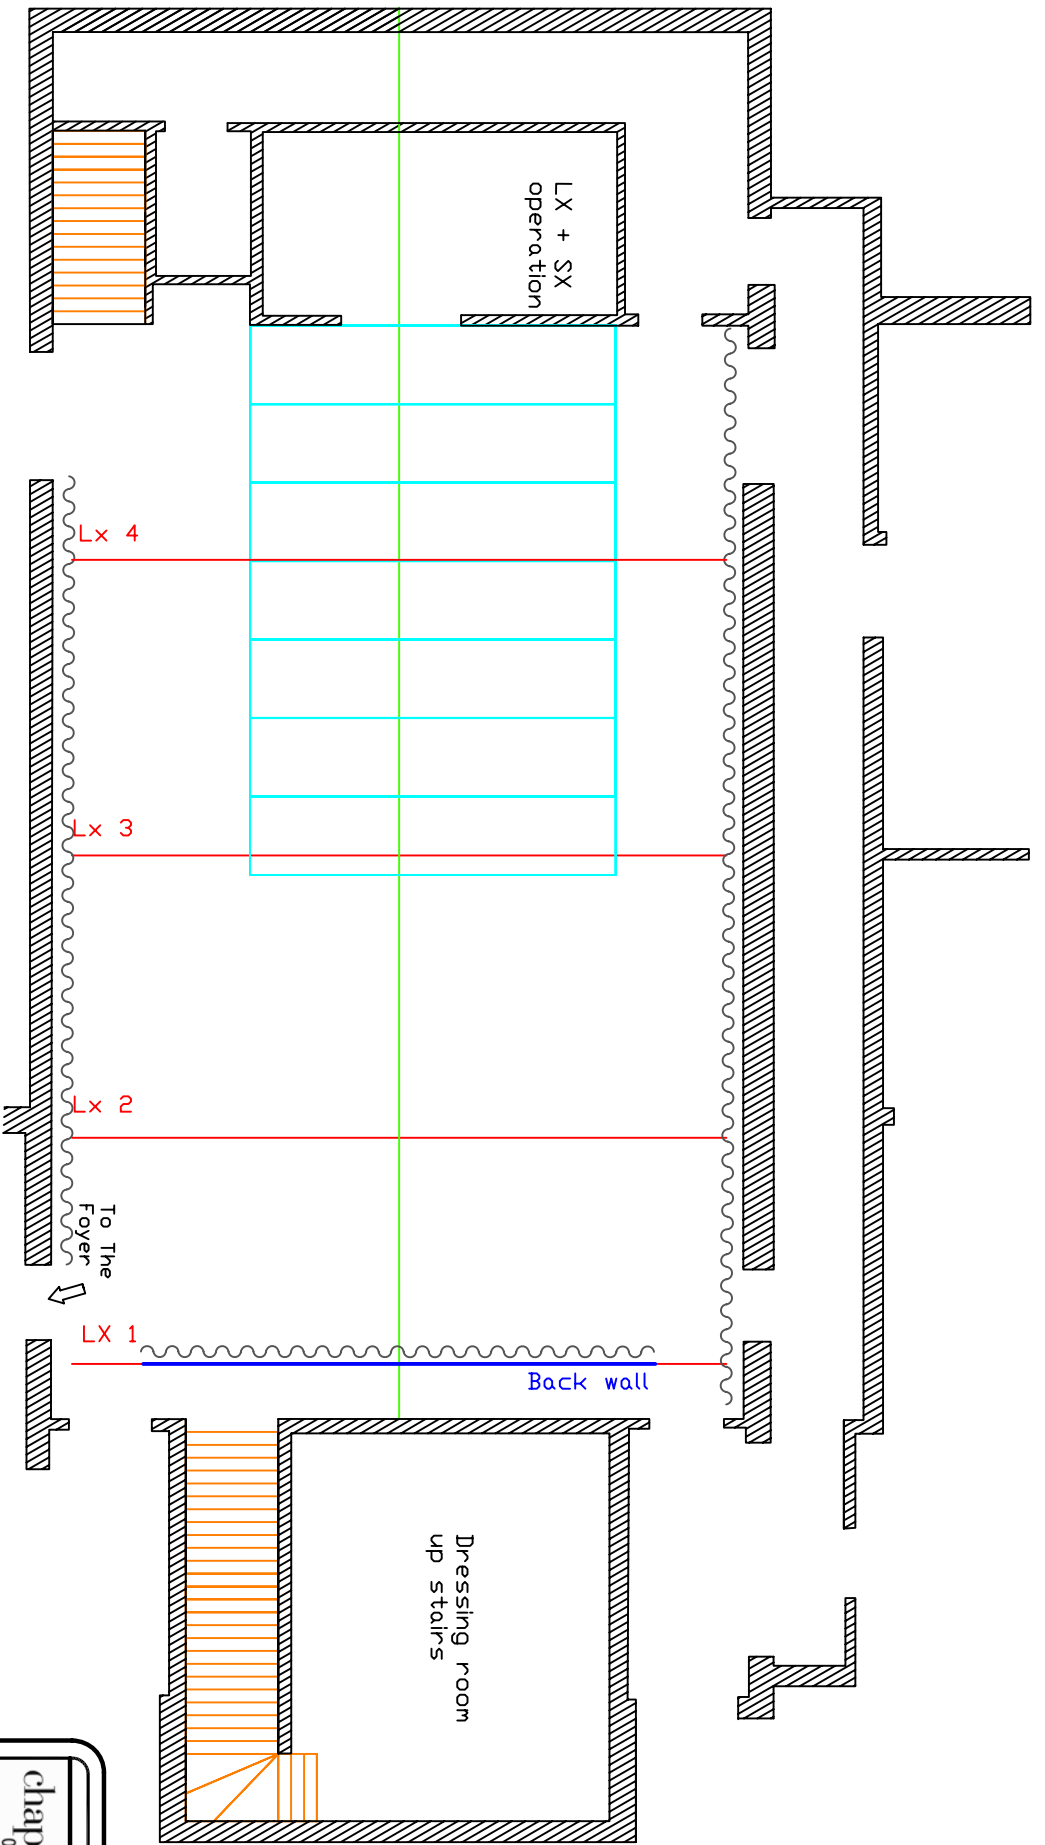 LX + SX
operation
Lx 4
Lx 3
Lx 2
To The
Foyer
LX 1
Back wall
Dressing room
up stairs
chap